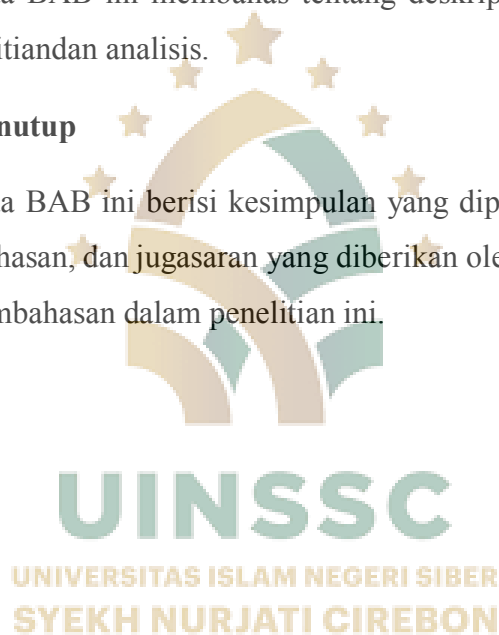 a BAB ini membahas tentang deskrip
itiandan analisis.
nutup
a BAB ini berisi kesimpulan yang dip
hasan, dan jugasaran yang diberikan ole
mbahasan dalam penelitian ini.
UINSSC
UNIVERSITAS ISLAM NEGERI SIBER
SYEKH NURJATI CIREBON